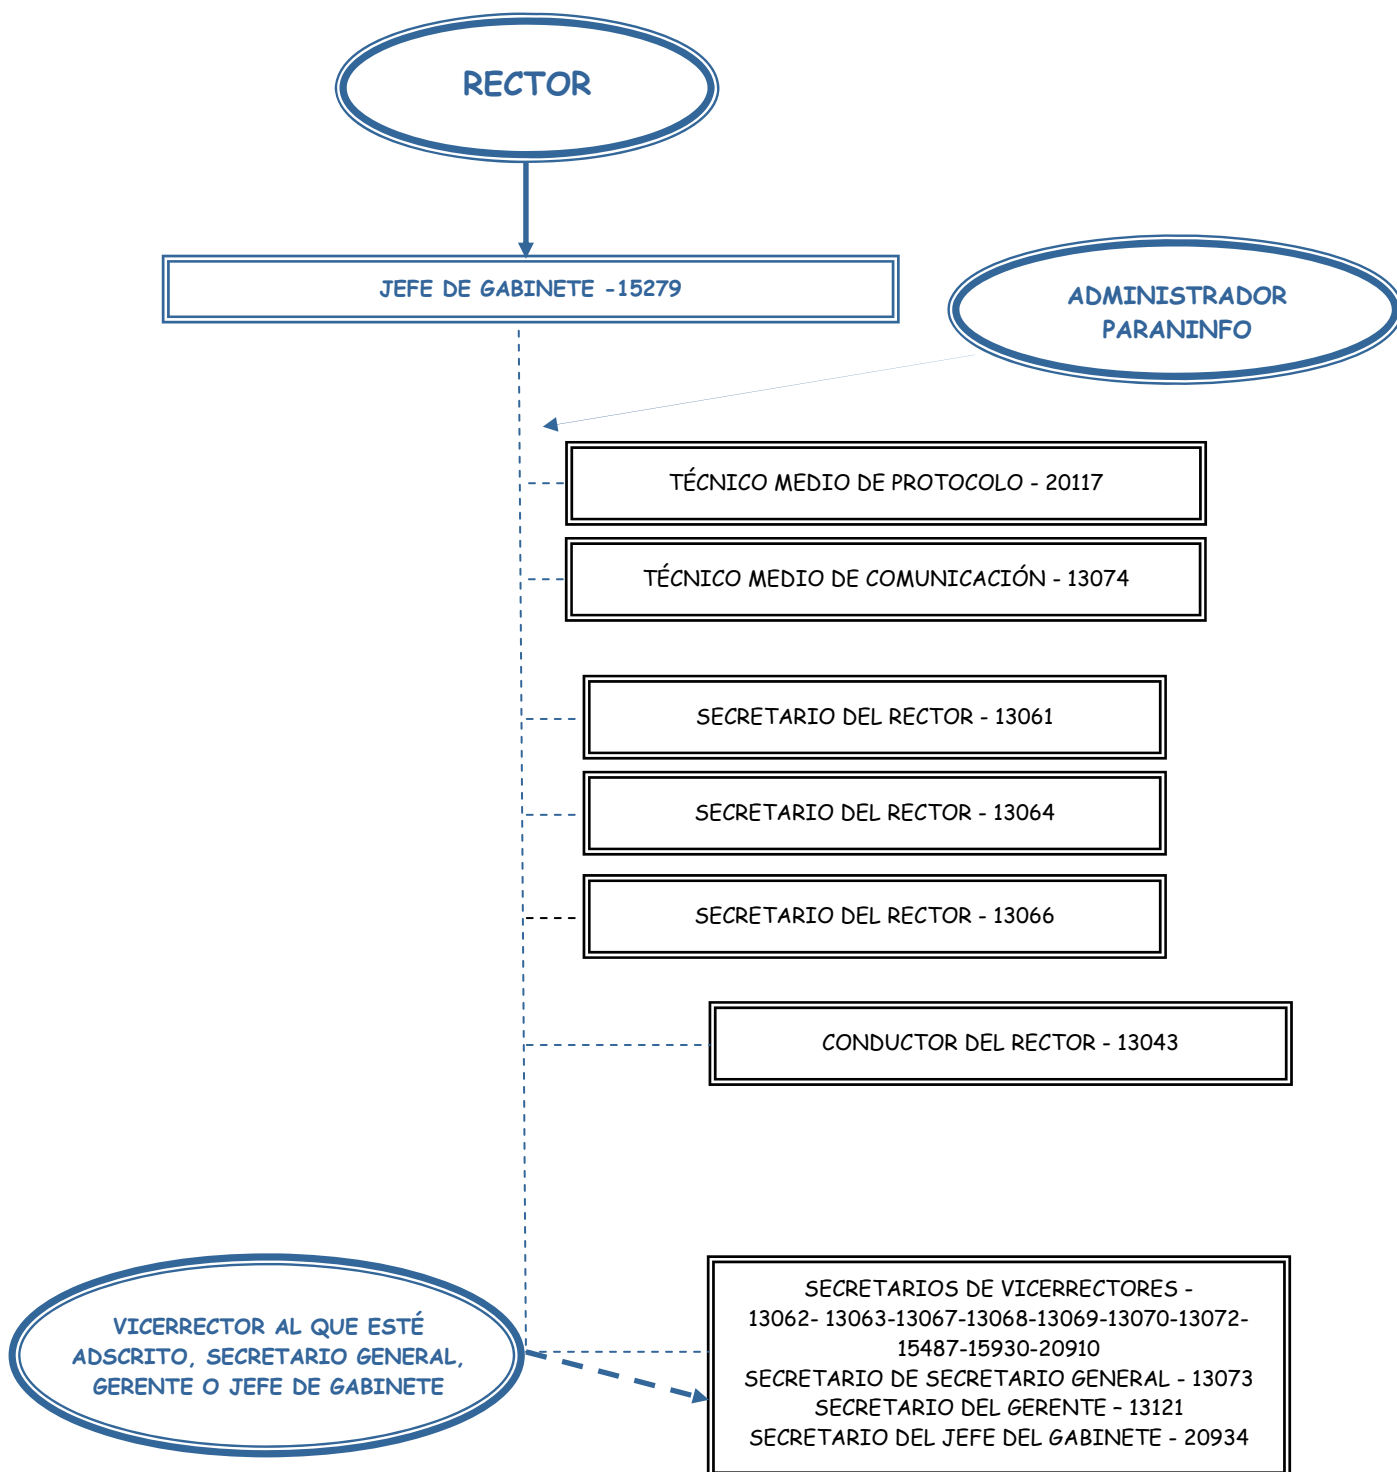 RECTOR
JEFE DE GABINETE -15279
ADMINISTRADOR
PARANINFO
TÉCNICO MEDIO DE PROTOCOLO - 20117
TÉCNICO MEDIO DE COMUNICACIÓN - 13074
SECRETARIO DEL RECTOR - 13061
SECRETARIO DEL RECTOR - 13064
SECRETARIO DEL RECTOR - 13066
CONDUCTOR DEL RECTOR - 13043
VICERRECTOR AL QUE ESTÉ
ADSCRITO, SECRETARIO GENERAL,
GERENTE O JEFE DE GABINETE
SECRETARIOS DE VICERRECTORES -
13062- 13063-13067-13068-13069-13070-13072-
15487-15930-20910
SECRETARIO DE SECRETARIO GENERAL - 13073
SECRETARIO DEL GERENTE – 13121
SECRETARIO DEL JEFE DEL GABINETE - 20934